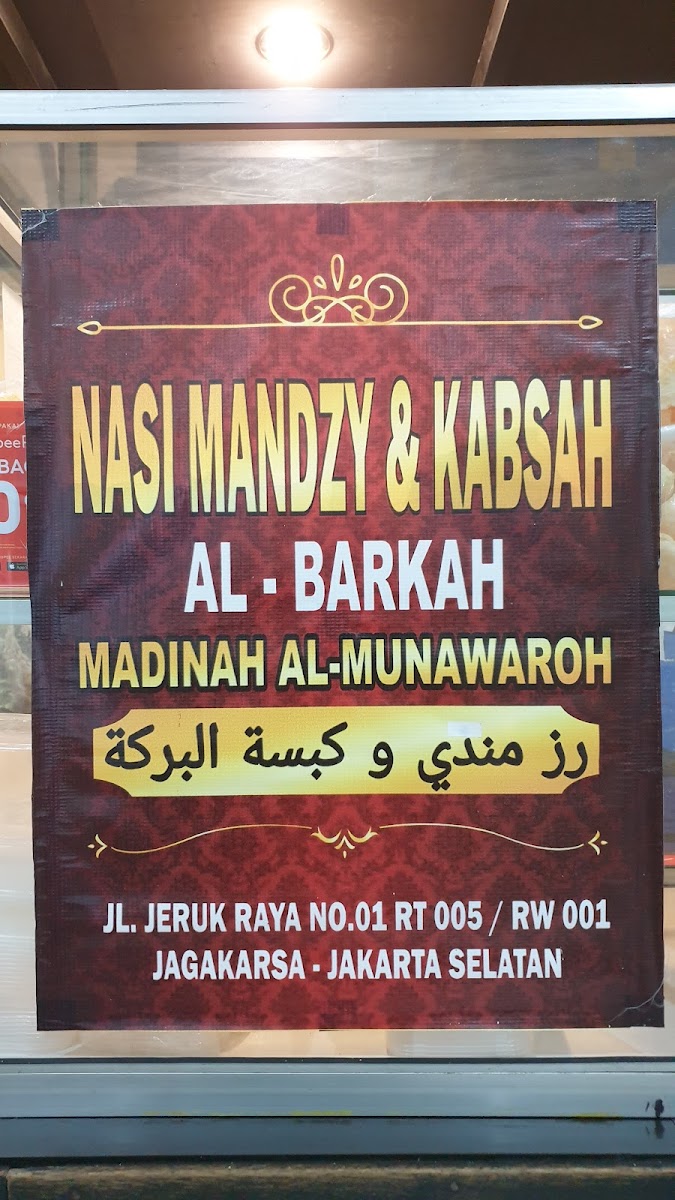 NASI MANDZY & KABSAH
AL - BARKAH
MADINAH AL-MUNAWAROH
رز مندي و كبسة البركة
JL. JERUK RAYA NO.01 RT 005 / RW 001
JAGAKARSA - JAKARTA SELATAN